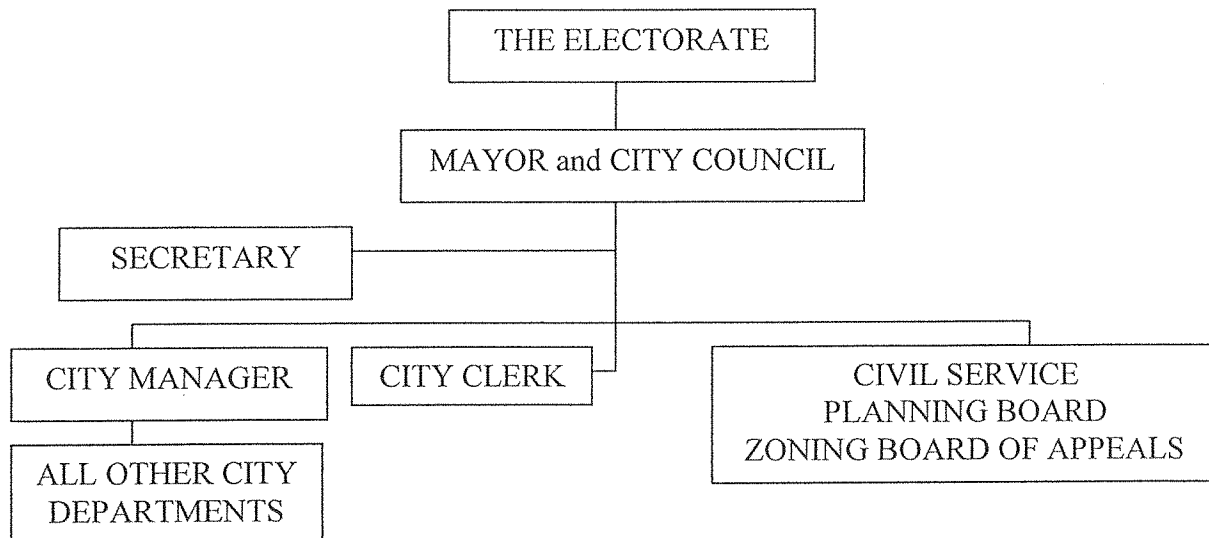 THE ELECTORATE
MAYOR and CITY COUNCIL
SECRETARY
CITY MANAGER
CITY CLERK
CIVIL SERVICE
PLANNING BOARD
ZONING BOARD OF APPEALS
ALL OTHER CITY
DEPARTMENTS